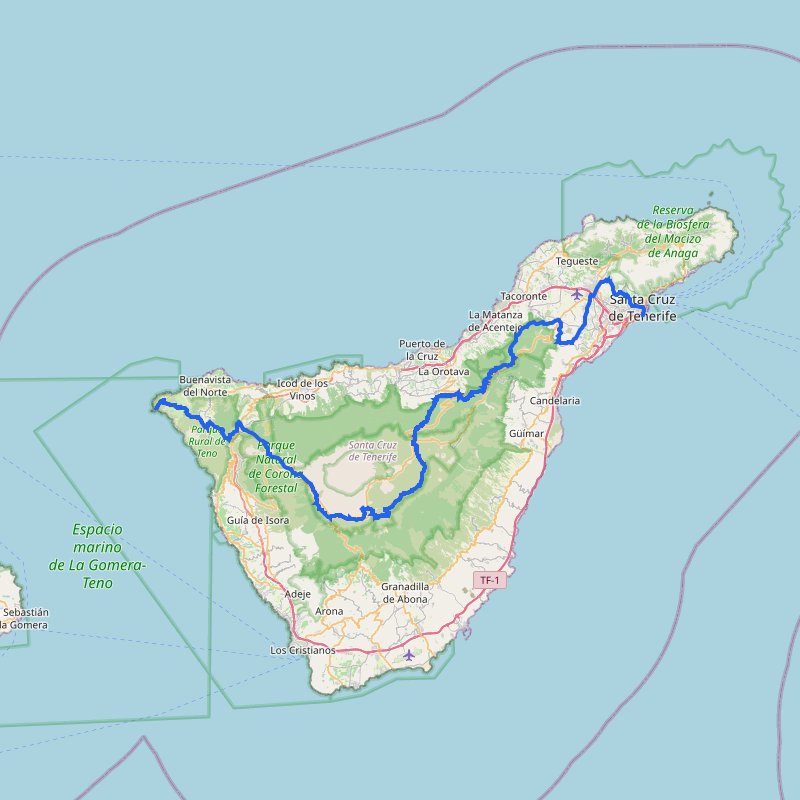 Reserva
de la Biosfera
del Macizo
de Anaga
Tegueste
Tacoronte
Santa Cruz
de Tenerife
La Matanza
de Acentejo
Puerto de
la Cruz
La Orotava
Buenavista
del Norte
Icod de los
Vinos
Candelaria
Parque
Rural de
Teno
Parque
Natural
de Corona
Forestal
Santa Cruz
de Tenerife
Güímar
Guía de Isora
Espacio
marino
de La Gomera-
Teno
TF-1
Granadilla
de Abona
Adeje
Arona
Sebastián
la Gomera
Los Cristianos